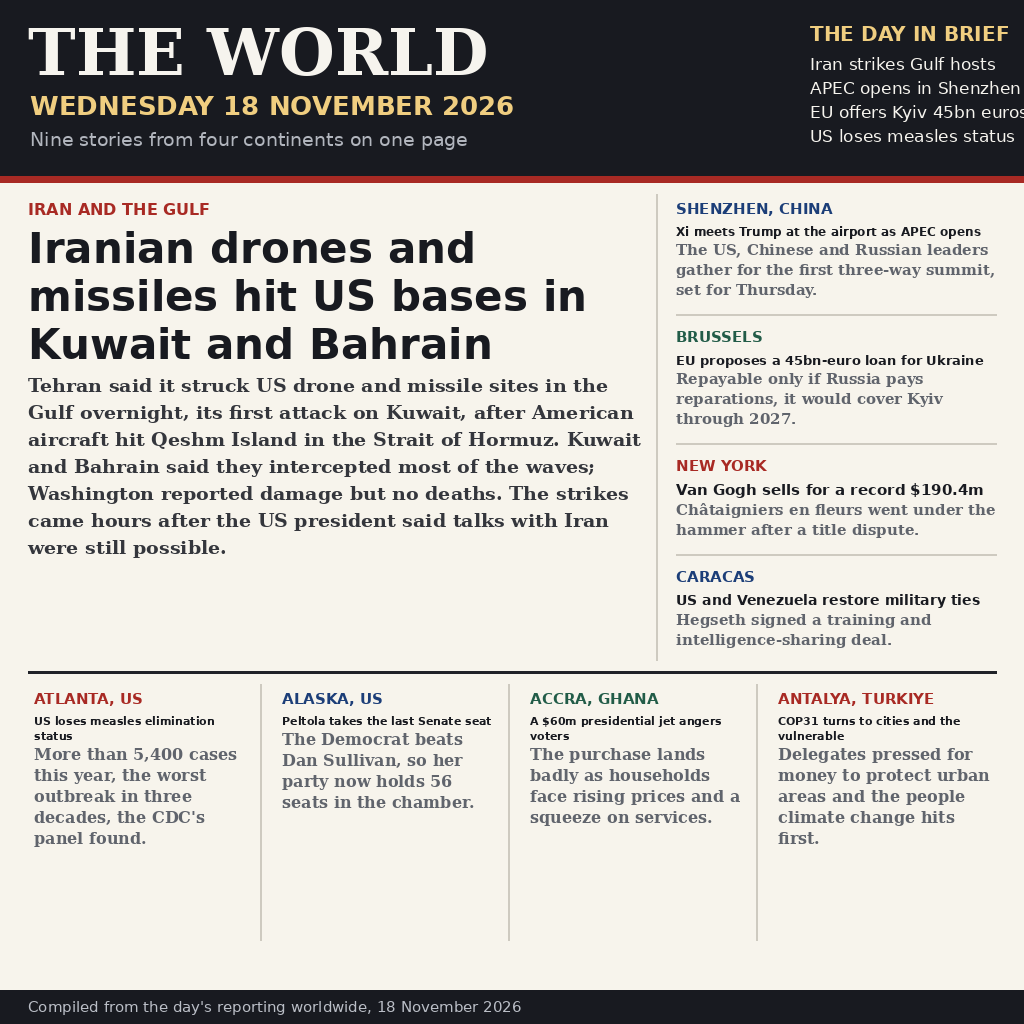 THE WORLD
WEDNESDAY 18 NOVEMBER 2026
Nine stories from four continents on one page
THE DAY IN BRIEF
Iran strikes Gulf hosts
APEC opens in Shenzhen
EU offers Kyiv 45bn euros
US loses measles status
IRAN AND THE GULF
Iranian drones and
missiles hit US bases in
Kuwait and Bahrain
Tehran said it struck US drone and missile sites in the
Gulf overnight, its first attack on Kuwait, after American
aircraft hit Qeshm Island in the Strait of Hormuz. Kuwait
and Bahrain said they intercepted most of the waves;
Washington reported damage but no deaths. The strikes
came hours after the US president said talks with Iran
were still possible.
SHENZHEN, CHINA
Xi meets Trump at the airport as APEC opens
The US, Chinese and Russian leaders
gather for the first three-way summit,
set for Thursday.
BRUSSELS
EU proposes a 45bn-euro loan for Ukraine
Repayable only if Russia pays
reparations, it would cover Kyiv
through 2027.
NEW YORK
Van Gogh sells for a record $190.4m
Châtaigniers en fleurs went under the
hammer after a title dispute.
CARACAS
US and Venezuela restore military ties
Hegseth signed a training and
intelligence-sharing deal.
ATLANTA, US
US loses measles elimination
status
More than 5,400 cases
this year, the worst
outbreak in three
decades, the CDC's
panel found.
ALASKA, US
Peltola takes the last Senate seat
The Democrat beats
Dan Sullivan, so her
party now holds 56
seats in the chamber.
ACCRA, GHANA
A $60m presidential jet angers
voters
The purchase lands
badly as households
face rising prices and a
squeeze on services.
ANTALYA, TURKIYE
COP31 turns to cities and the
vulnerable
Delegates pressed for
money to protect urban
areas and the people
climate change hits
first.
Compiled from the day's reporting worldwide, 18 November 2026